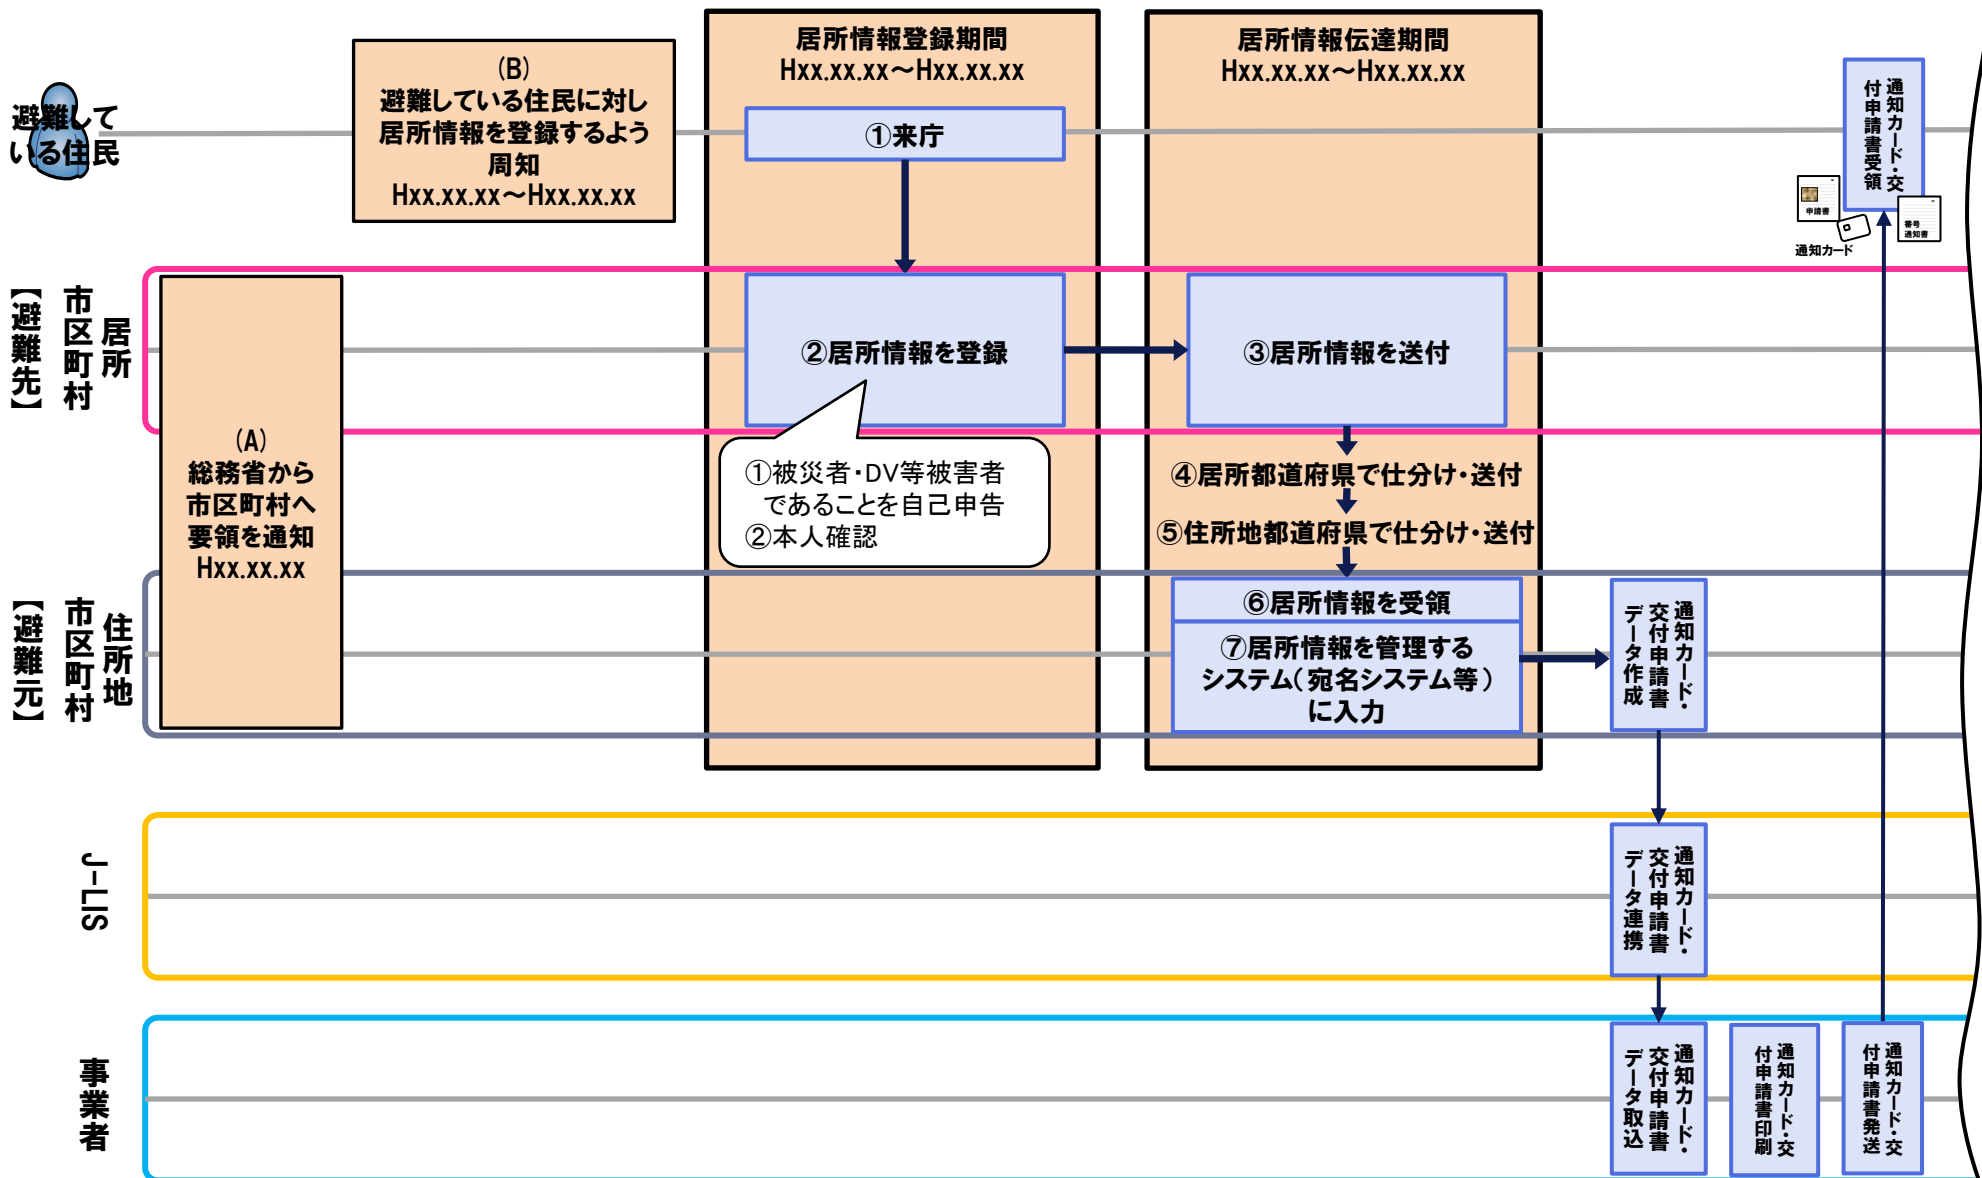 避難して
いる住民
(B)
避難している住民に対し
居所情報を登録するよう
周知
Hxx.xx.xx～Hxx.xx.xx
居所情報登録期間
Hxx.xx.xx～Hxx.xx.xx
①来庁
居所情報伝達期間
Hxx.xx.xx～Hxx.xx.xx
通知カード・交
付申請書受領
申請書
番号
通知書
通知カード
居所
市区町村
【避難先】
(A)
総務省から
市区町村へ
要領を通知
Hxx.xx.xx
②居所情報を登録
③居所情報を送付
①被災者・DV等被害者
であることを自己申告
②本人確認
④居所都道府県で仕分け・送付
⑤住所地都道府県で仕分け・送付
住所地
市区町村
【避難元】
⑥居所情報を受領
⑦居所情報を管理する
システム（宛名システム等）
に入力
通知カード・
交付申請書
データ作成
J-LIS
通知カード・
交付申請書
データ連携
事業者
通知カード・
交付申請書
データ取込
通知カード・交
付申請書印刷
通知カード・交
付申請書発送